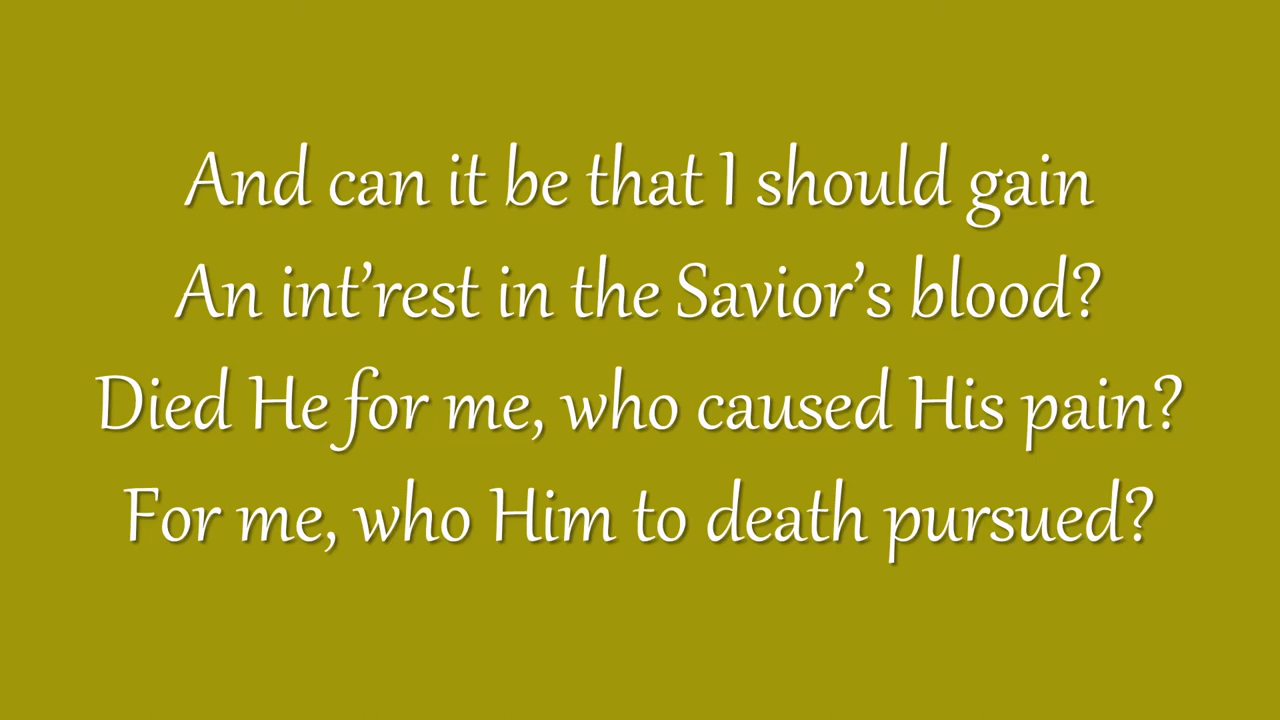 And can it be that I should gain
An int’rest in the Savior’s blood?
Died He for me, who caused His pain?
For me, who Him to death pursued?